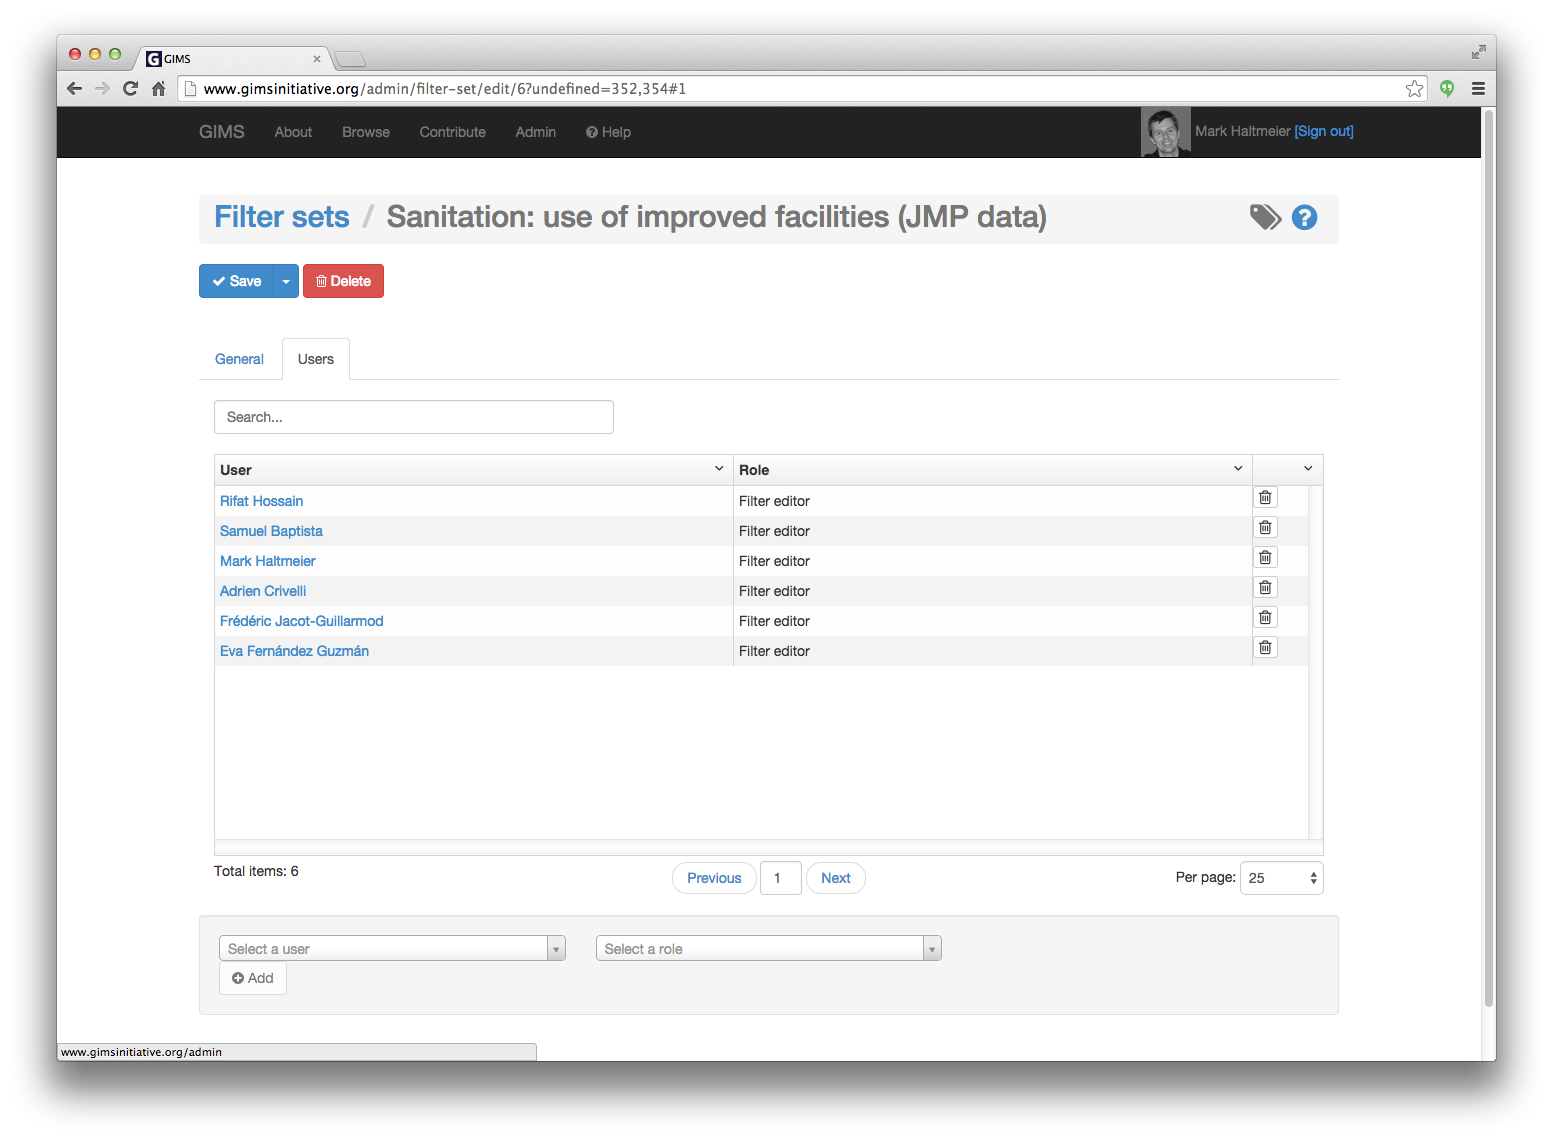 GIMS
www.gimsinitiative.org/admin/filter-set/edit/6?undefined=352,354#1
GIMS About Browse Contribute Admin Help Mark Haltmeier [Sign out]
Filter sets / Sanitation: use of improved facilities (JMP data)
Save Delete
General Users
Search...
User Role
Rifat Hossain Filter editor
Samuel Baptista Filter editor
Mark Haltmeier Filter editor
Adrien Crivelli Filter editor
Frédéric Jacot-Guillarmod Filter editor
Eva Fernández Guzmán Filter editor
Total items: 6 Previous 1 Next Per page: 25
Select a user Select a role
Add
www.gimsinitiative.org/admin